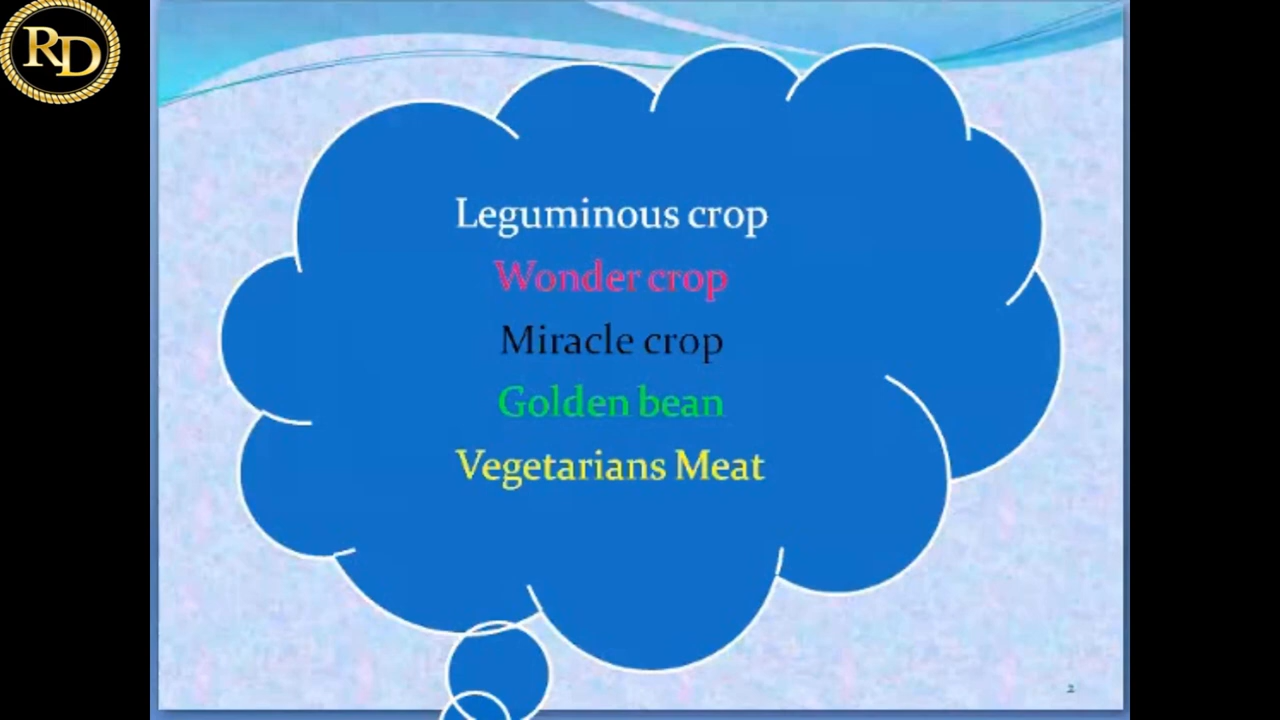 RD
Leguminous crop
Wonder crop
Miracle crop
Golden bean
Vegetarians Meat
2